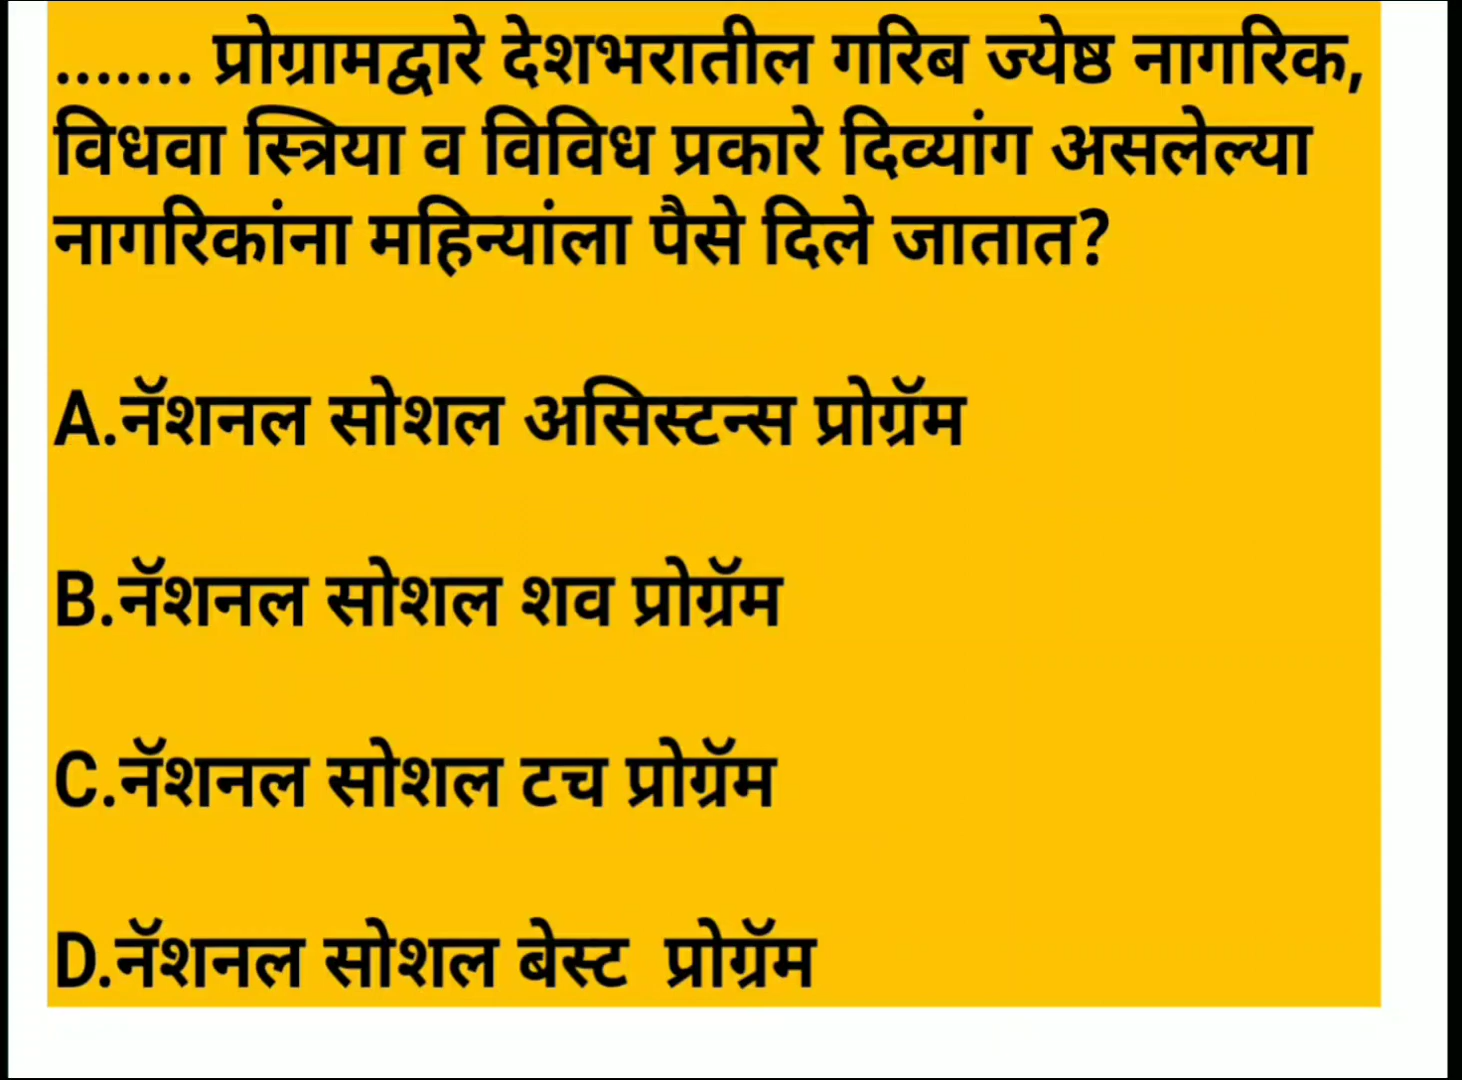 ....... प्रोग्रामद्वारे देशभरातील गरिब ज्येष्ठ नागरिक,
विधवा स्त्रिया व विविध प्रकारे दिव्यांग असलेल्या
नागरिकांना महिन्यांला पैसे दिले जातात?
A.नॅशनल सोशल असिस्टन्स प्रोग्रॅम
B.नॅशनल सोशल शव प्रोग्रॅम
C.नॅशनल सोशल टच प्रोग्रॅम
D.नॅशनल सोशल बेस्ट  प्रोग्रॅम